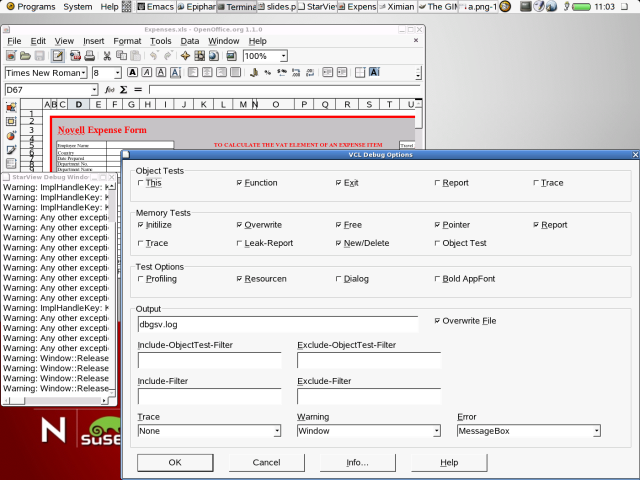 Programs System Help Emacs Epiphar Termina slides.p StarView Expens Ximian The GIM a.png-1 11:03
Expenses.xls - OpenOffice.org 1.1.0
File Edit View Insert Format Tools Data Window Help
100%
Times New Roman 8 B A A A
D67 f(x) Σ =
A B C D E F G H I J K L M N O P Q R S T U
1
2
3
4
5
6
7
8
9
Novell Expense Form
Employee Name
TO CALCULATE THE VAT ELEMENT OF AN EXPENSE ITEM
Travel
Country
Date Prepared
Department No.
Department Name
StarView Debug Window
Warning: ImplHandleKey: K
Warning: ImplHandleKey: K
Warning: Any other excepti
Warning: Any other excepti
Warning: Any other excepti
Warning: Any other excepti
Warning: Any other excepti
Warning: Any other excepti
Warning: Any other excepti
Warning: Any other excepti
Warning: Any other excepti
Warning: Any other excepti
Warning: ImplHandleKey: K
Warning: Any other excepti
Warning: Any other excepti
Warning: Any other excepti
Warning: Any other excepti
Warning: Window::Release
Warning: Window::Release
Warning: Window::Release
Warning: Window::Release
N SUSE
VCL Debug Options
Object Tests
This Function Exit Report Trace
Memory Tests
Initilize Overwrite Free Pointer Report
Trace Leak-Report New/Delete Object Test
Test Options
Profiling Resourcen Dialog Bold AppFont
Output
dbgsv.log Overwrite File
Include-ObjectTest-Filter Exclude-ObjectTest-Filter
Include-Filter Exclude-Filter
Trace Warning Error
None Window MessageBox
OK Cancel Info... Help